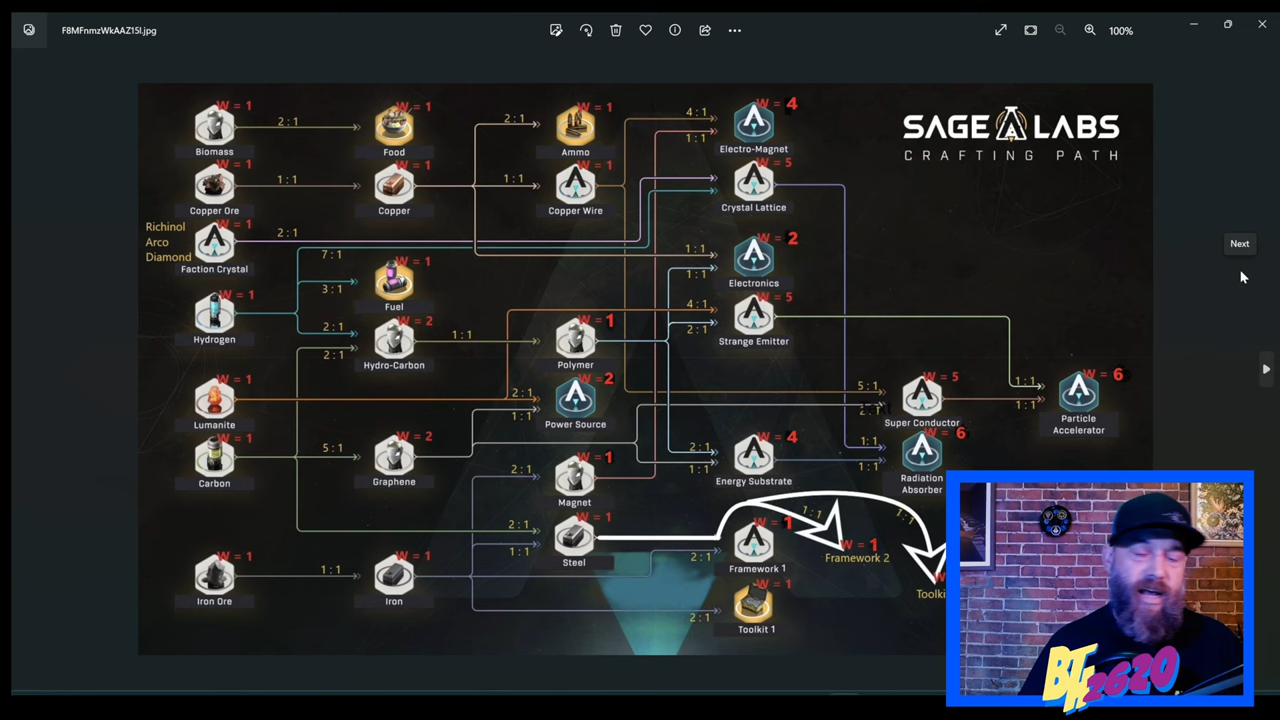 F8MFnmzWkAAZ15I.jpg
100%
SAGE LABS
CRAFTING PATH
Next
W = 1
Biomass
2:1
W = 1
Food
2:1
W = 1
Ammo
4:1
1:1
W = 4
Electro-Magnet
W = 1
Copper Ore
1:1
W = 1
Copper
1:1
W = 1
Copper Wire
W = 5
Crystal Lattice
Richinol
Arco
Diamond
W = 1
Faction Crystal
2:1
7:1
3:1
W = 1
Fuel
1:1
1:1
W = 2
Electronics
W = 1
Hydrogen
2:1
2:1
W = 2
Hydro-Carbon
1:1
W = 1
Polymer
4:1
2:1
W = 5
Strange Emitter
W = 1
Lumanite
2:1
1:1
W = 2
Power Source
5:1
W = 5
Super Conductor
1:1
1:1
W = 6
Particle
Accelerator
W = 1
Carbon
5:1
W = 2
Graphene
2:1
W = 1
Magnet
2:1
1:1
W = 4
Energy Substrate
1:1
1:1
W = 6
Radiation
Absorber
2:1
1:1
W = 1
Steel
2:1
W = 1
Framework 1
1:1
W = 1
Framework 2
1:1
W = 1
Iron Ore
1:1
W = 1
Iron
2:1
W = 1
Toolkit 1
BTH2620